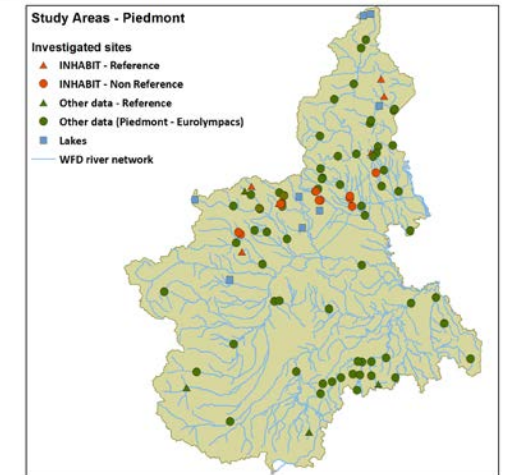 Study Areas - Piedmont
Investigated sites
INHABIT - Reference
INHABIT - Non Reference
Other data - Reference
Other data (Piedmont - Eurolympacs)
Lakes
WFD river network